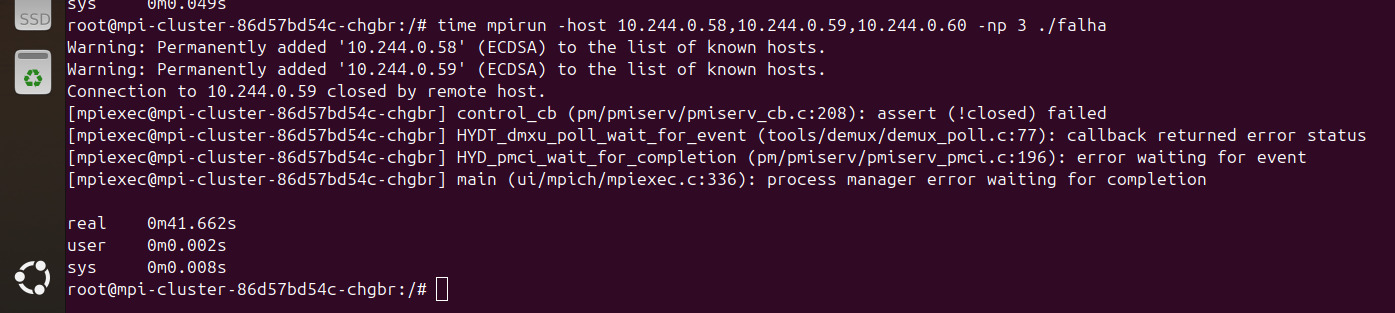 sys     0m0.049s
SSD
root@mpi-cluster-86d57bd54c-chgbr:/# time mpirun -host 10.244.0.58,10.244.0.59,10.244.0.60 -np 3 ./falha
Warning: Permanently added '10.244.0.58' (ECDSA) to the list of known hosts.
Warning: Permanently added '10.244.0.59' (ECDSA) to the list of known hosts.
Connection to 10.244.0.59 closed by remote host.
[mpiexec@mpi-cluster-86d57bd54c-chgbr] control_cb (pm/pmiserv/pmiserv_cb.c:208): assert (!closed) failed
[mpiexec@mpi-cluster-86d57bd54c-chgbr] HYDT_dmxu_poll_wait_for_event (tools/demux/demux_poll.c:77): callback returned error status
[mpiexec@mpi-cluster-86d57bd54c-chgbr] HYD_pmci_wait_for_completion (pm/pmiserv/pmiserv_pmci.c:196): error waiting for event
[mpiexec@mpi-cluster-86d57bd54c-chgbr] main (ui/mpich/mpiexec.c:336): process manager error waiting for completion
real    0m41.662s
user    0m0.002s
sys     0m0.008s
root@mpi-cluster-86d57bd54c-chgbr:/#